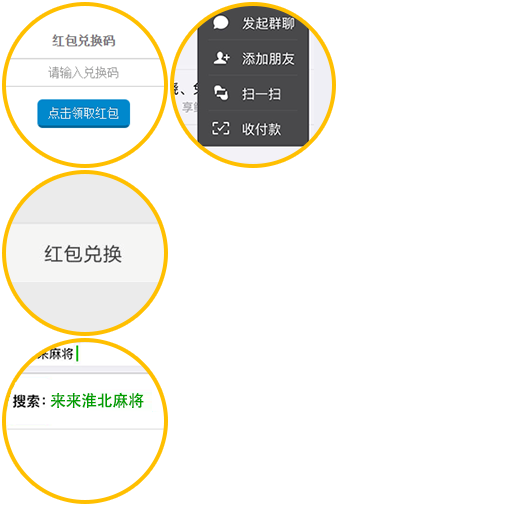 红包兑换码
请输入兑换码
点击领取红包
发起群聊
添加朋友
扫一扫
收付款
红包兑换
来麻将
搜索：来来淮北麻将